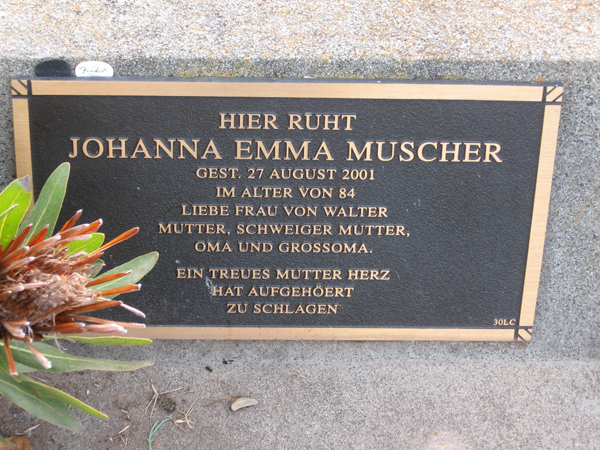 HIER RUHT
JOHANNA EMMA MUSCHER
GEST. 27 AUGUST 2001
IM ALTER VON 84
LIEBE FRAU VON WALTER
MUTTER, SCHWEIGER MUTTER,
OMA UND GROSSOMA.
EIN TREUES MUTTER HERZ
HAT AUFGEHÖERT
ZU SCHLAGEN
30LC